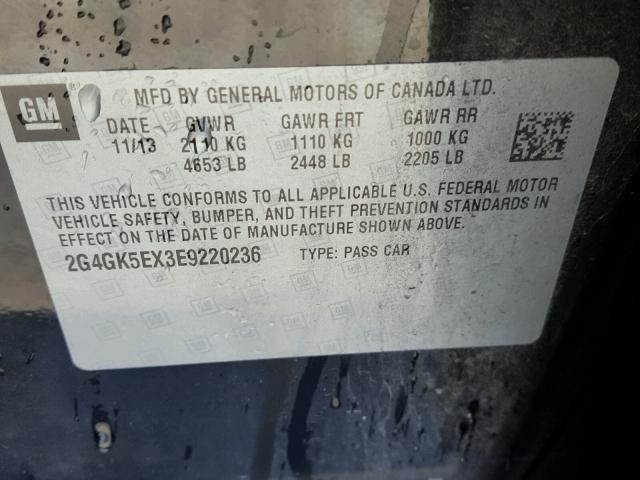 GM
MFD BY GENERAL MOTORS OF CANADA LTD.
DATE GVWR GAWR FRT GAWR RR
11/13 2110 KG 1110 KG 1000 KG
4653 LB 2448 LB 2205 LB
THIS VEHICLE CONFORMS TO ALL APPLICABLE U.S. FEDERAL MOTOR
VEHICLE SAFETY, BUMPER, AND THEFT PREVENTION STANDARDS IN
EFFECT ON THE DATE OF MANUFACTURE SHOWN ABOVE.
2G4GK5EX3E9220236 TYPE: PASS CAR